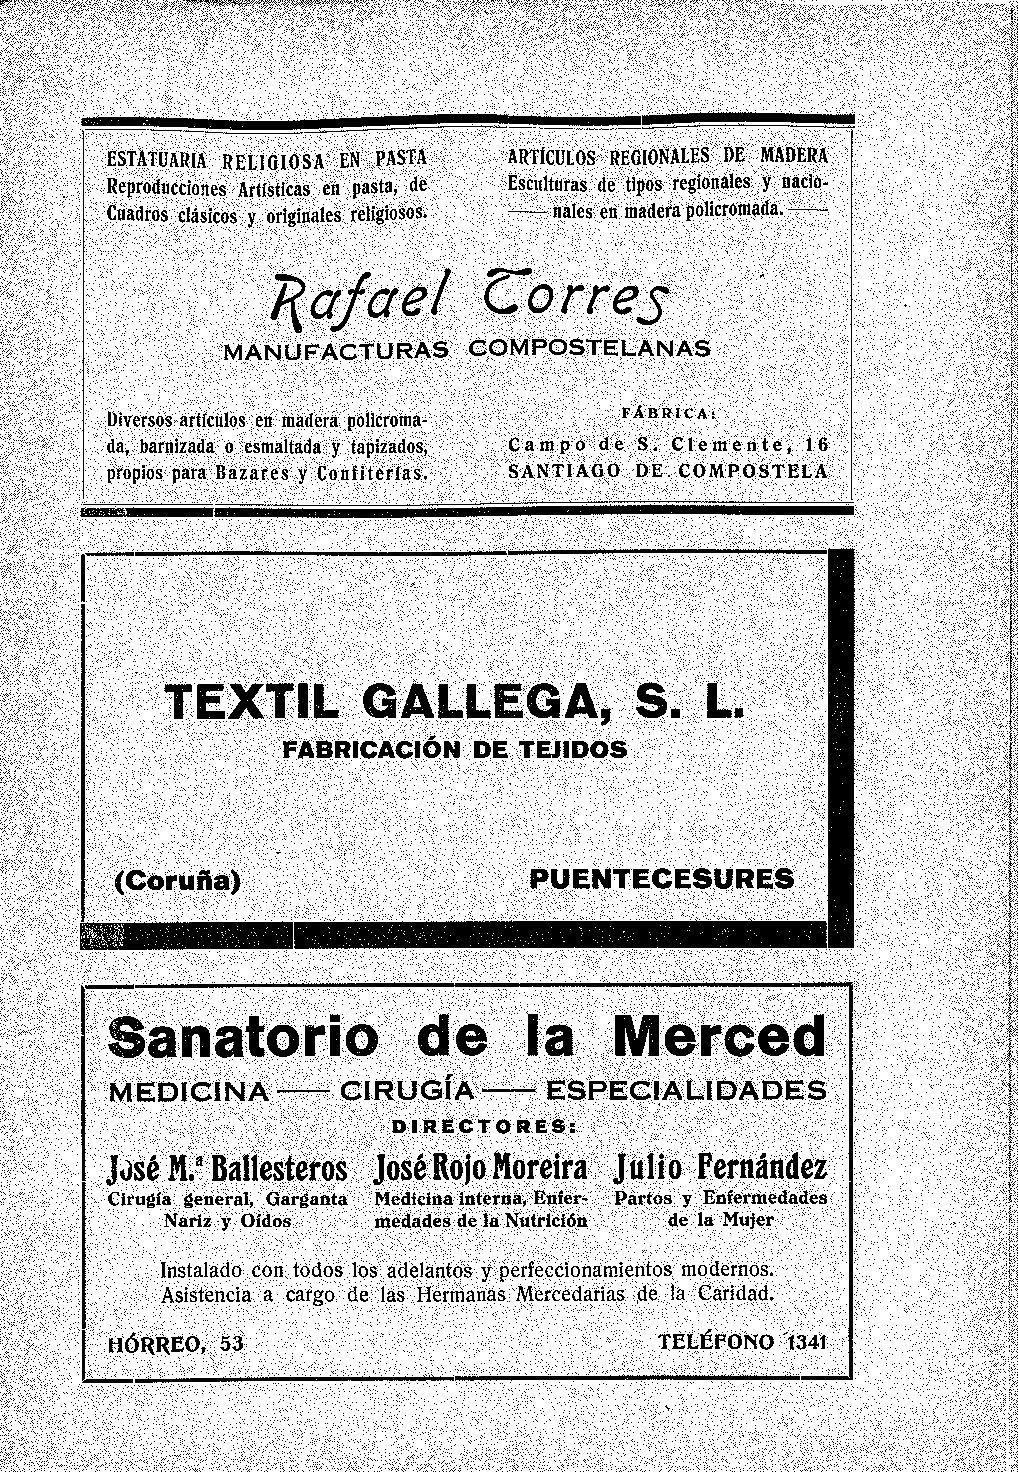 ESTATUARIA RELIGIOSA EN PASTA
Reproducciones Artísticas en pasta, de
Cuadros clásicos y originales religiosos.
ARTÍCULOS REGIONALES DE MADERA
Esculturas de tipos regionales y nacio-
nales en madera policromada.
Rafael Torres
MANUFACTURAS COMPOSTELANAS
Diversos artículos en madera policroma-
da, barnizada o esmaltada y tapizados,
propios para Bazares y Confiterías.
FÁBRICA:
Campo de S. Clemente, 16
SANTIAGO DE COMPOSTELA
TEXTIL GALLEGA, S. L.
FABRICACIÓN DE TEJIDOS
(Coruña) PUENTECESURES
Sanatorio de la Merced
MEDICINA — CIRUGÍA — ESPECIALIDADES
DIRECTORES:
José M.ª Ballesteros
Cirugía general, Garganta
Nariz y Oídos
José Rojo Moreira
Medicina interna, Enfer-
medades de la Nutrición
Julio Fernández
Partos y Enfermedades
de la Mujer
Instalado con todos los adelantos y perfeccionamientos modernos.
Asistencia a cargo de las Hermanas Mercedarias de la Caridad.
HÓRREO, 53 TELÉFONO 1341